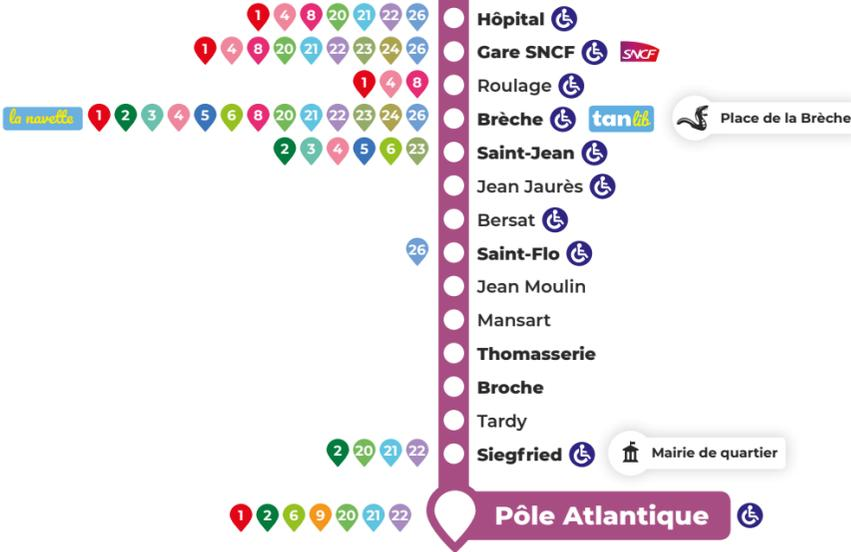 1 4 8 20 21 22 26 Hôpital
1 4 8 20 21 22 23 24 26 Gare SNCF SNCF
1 4 8 Roulage
la navette 1 2 3 4 5 6 8 20 21 22 23 24 26 Brèche tanlib Place de la Brèche
2 3 4 5 6 23 Saint-Jean
Jean Jaurès
Bersat
26 Saint-Flo
Jean Moulin
Mansart
Thomasserie
Broche
Tardy
2 20 21 22 Siegfried Mairie de quartier
1 2 6 9 20 21 22 Pôle Atlantique